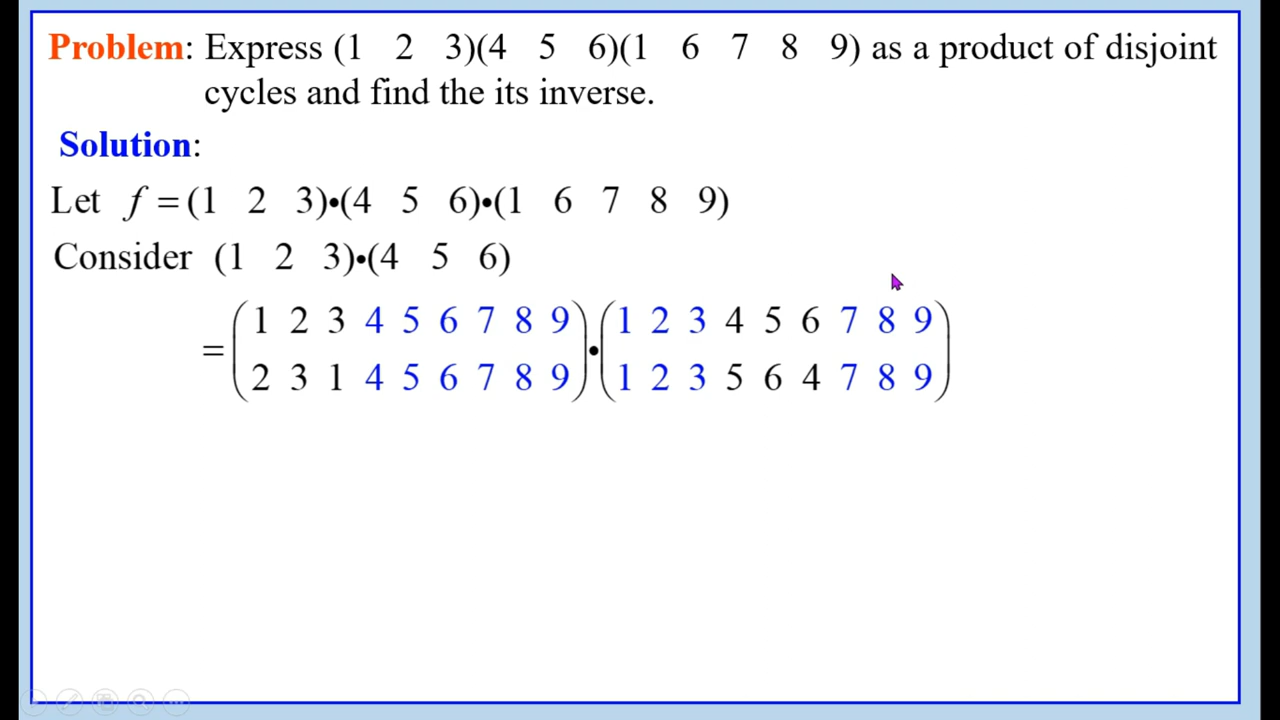 Problem: Express (1 2 3)(4 5 6)(1 6 7 8 9) as a product of disjoint
cycles and find the its inverse.
Solution:
Let f = (1 2 3)•(4 5 6)•(1 6 7 8 9)
Consider (1 2 3)•(4 5 6)
= (1 2 3 4 5 6 7 8 9) • (1 2 3 4 5 6 7 8 9)
(2 3 1 4 5 6 7 8 9) (1 2 3 5 6 4 7 8 9)